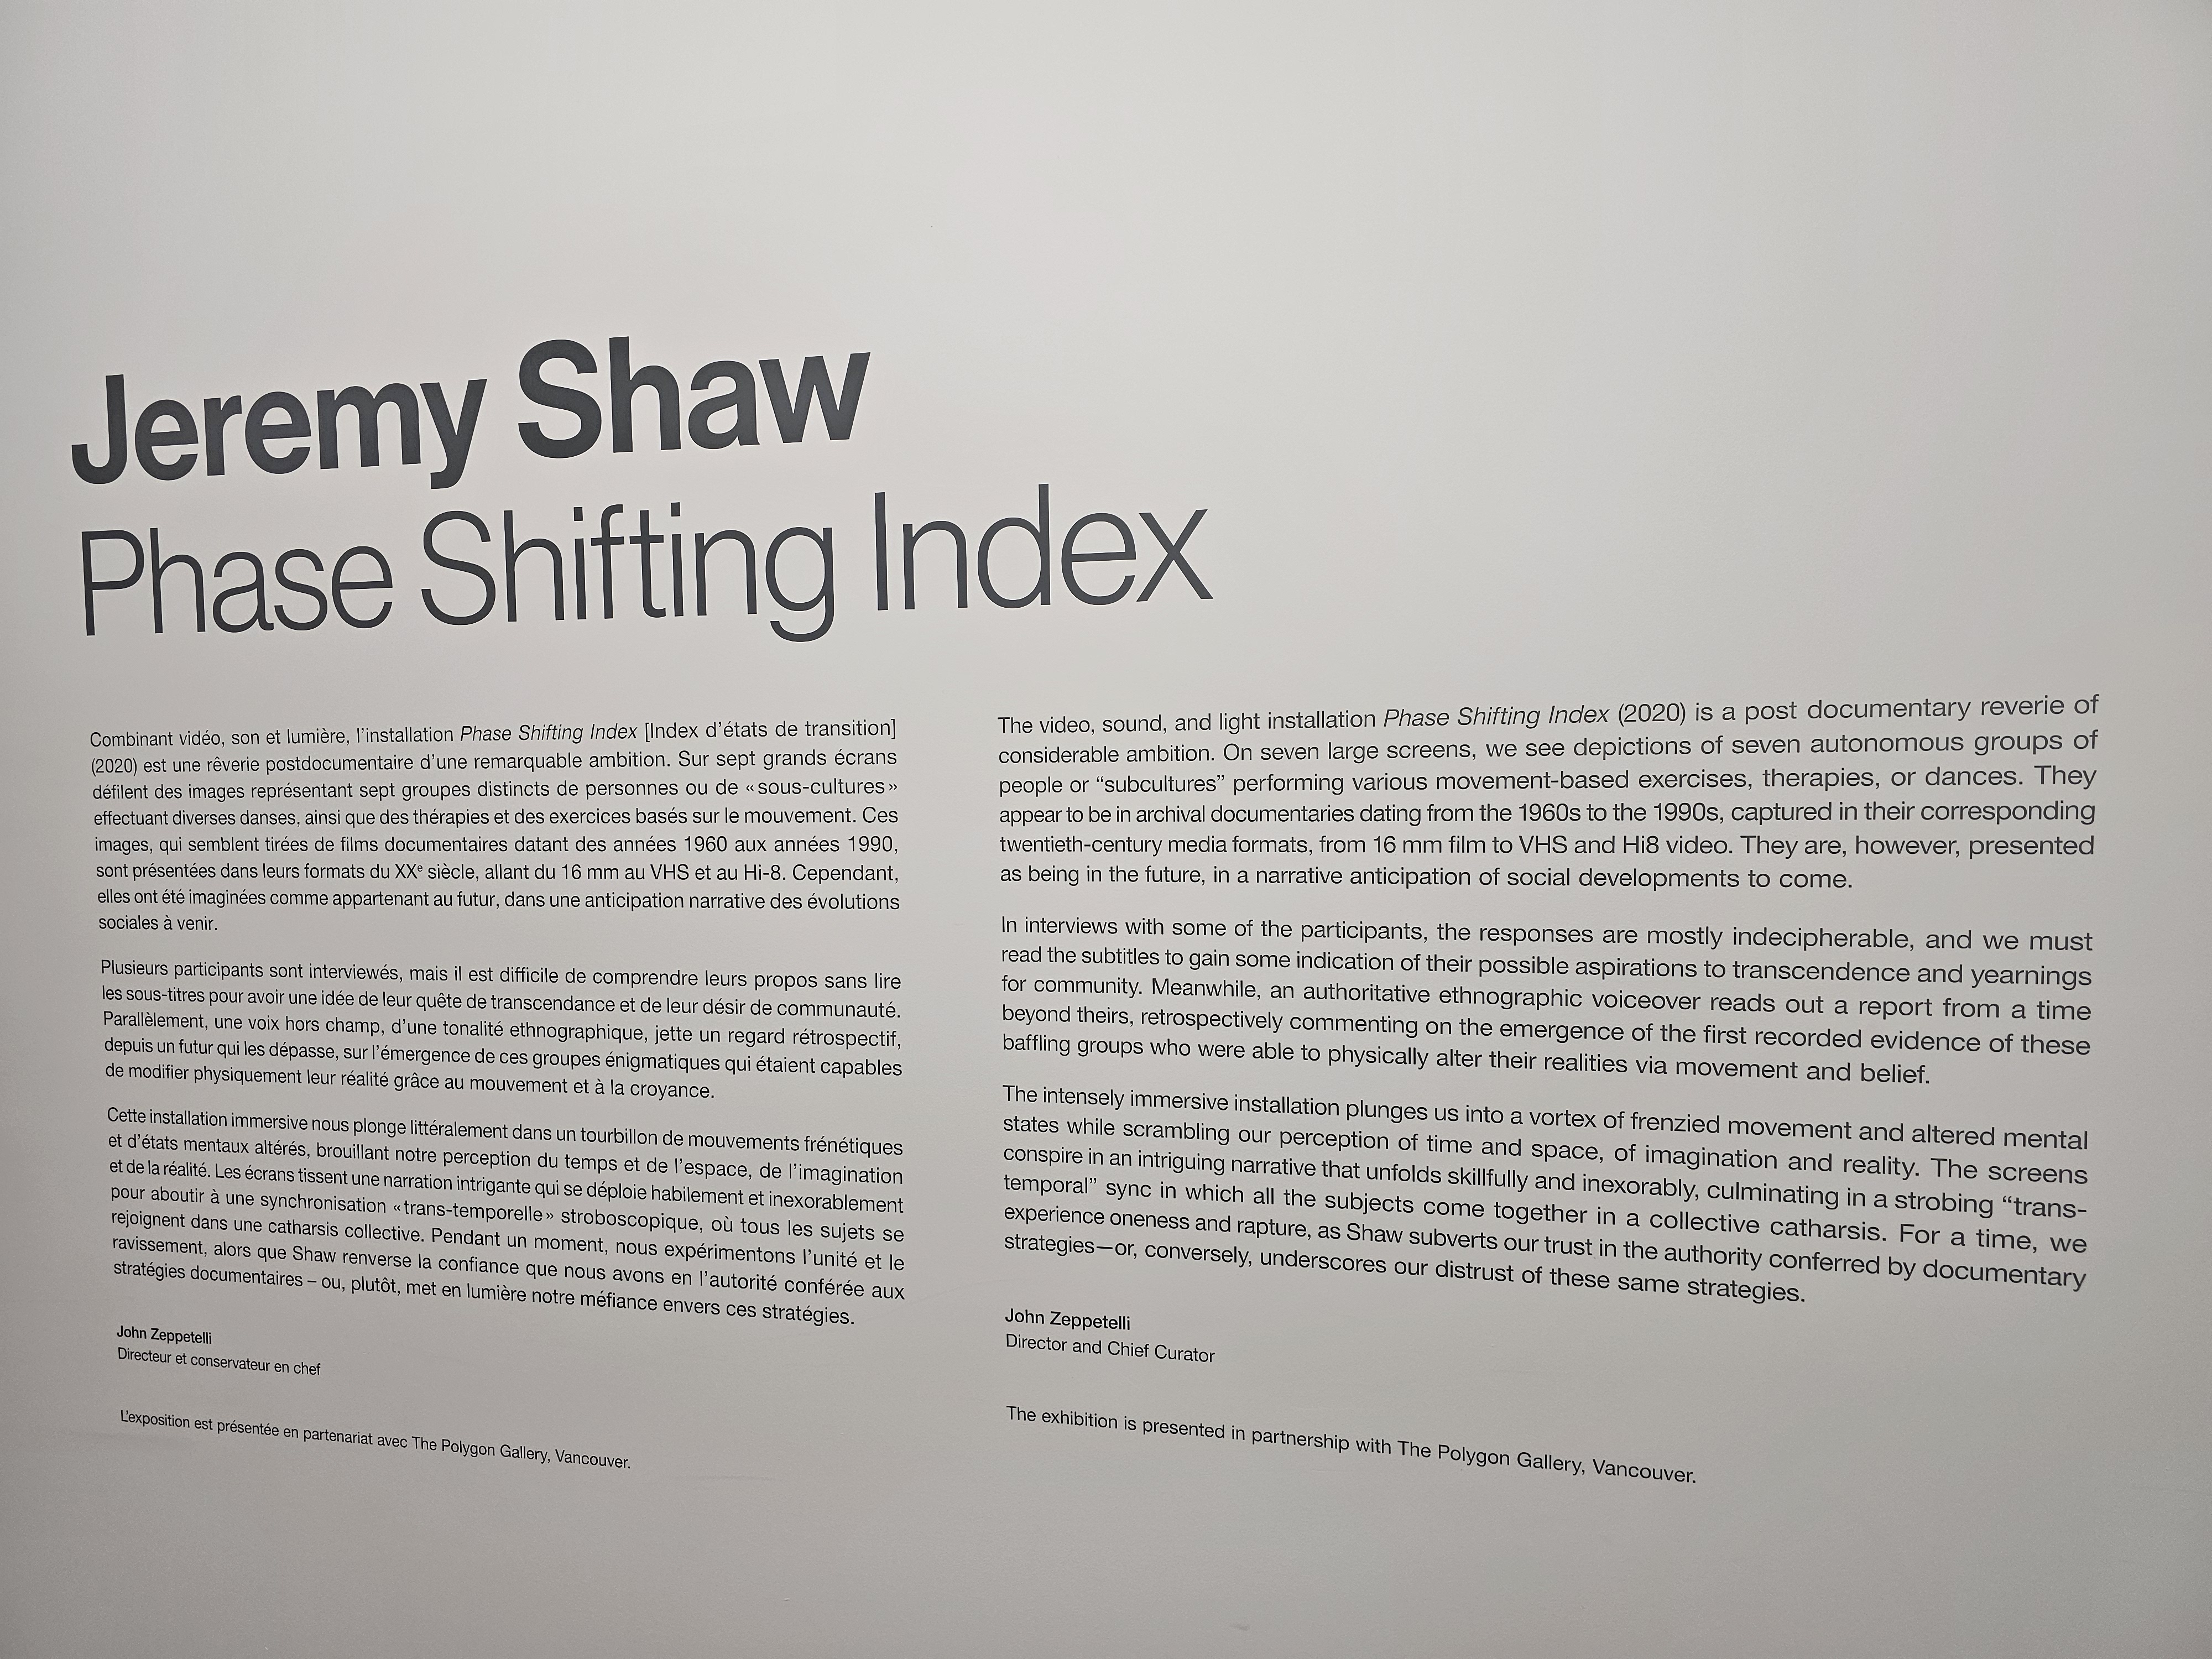 Jeremy Shaw
Phase Shifting Index
Combinant vidéo, son et lumière, l’installation Phase Shifting Index [Index d’états de transition]
(2020) est une rêverie postdocumentaire d’une remarquable ambition. Sur sept grands écrans
défilent des images représentant sept groupes distincts de personnes ou de « sous-cultures »
effectuant diverses danses, ainsi que des thérapies et des exercices basés sur le mouvement. Ces
images, qui semblent tirées de films documentaires datant des années 1960 aux années 1990,
sont présentées dans leurs formats du XXᵉ siècle, allant du 16 mm au VHS et au Hi-8. Cependant,
elles ont été imaginées comme appartenant au futur, dans une anticipation narrative des évolutions
sociales à venir.
Plusieurs participants sont interviewés, mais il est difficile de comprendre leurs propos sans lire
les sous-titres pour avoir une idée de leur quête de transcendance et de leur désir de communauté.
Parallèlement, une voix hors champ, d’une tonalité ethnographique, jette un regard rétrospectif,
depuis un futur qui les dépasse, sur l’émergence de ces groupes énigmatiques qui étaient capables
de modifier physiquement leur réalité grâce au mouvement et à la croyance.
Cette installation immersive nous plonge littéralement dans un tourbillon de mouvements frénétiques
et d’états mentaux altérés, brouillant notre perception du temps et de l’espace, de l’imagination
et de la réalité. Les écrans tissent une narration intrigante qui se déploie habilement et inexorablement
pour aboutir à une synchronisation « trans-temporelle » stroboscopique, où tous les sujets se
rejoignent dans une catharsis collective. Pendant un moment, nous expérimentons l’unité et le
ravissement, alors que Shaw renverse la confiance que nous avons en l’autorité conférée aux
stratégies documentaires – ou, plutôt, met en lumière notre méfiance envers ces stratégies.
John Zeppetelli
Directeur et conservateur en chef
L’exposition est présentée en partenariat avec The Polygon Gallery, Vancouver.
The video, sound, and light installation Phase Shifting Index (2020) is a post documentary reverie of
considerable ambition. On seven large screens, we see depictions of seven autonomous groups of
people or “subcultures” performing various movement-based exercises, therapies, or dances. They
appear to be in archival documentaries dating from the 1960s to the 1990s, captured in their corresponding
twentieth-century media formats, from 16 mm film to VHS and Hi8 video. They are, however, presented
as being in the future, in a narrative anticipation of social developments to come.
In interviews with some of the participants, the responses are mostly indecipherable, and we must
read the subtitles to gain some indication of their possible aspirations to transcendence and yearnings
for community. Meanwhile, an authoritative ethnographic voiceover reads out a report from a time
beyond theirs, retrospectively commenting on the emergence of the first recorded evidence of these
baffling groups who were able to physically alter their realities via movement and belief.
The intensely immersive installation plunges us into a vortex of frenzied movement and altered mental
states while scrambling our perception of time and space, of imagination and reality. The screens
conspire in an intriguing narrative that unfolds skillfully and inexorably, culminating in a strobing “trans-
temporal” sync in which all the subjects come together in a collective catharsis. For a time, we
experience oneness and rapture, as Shaw subverts our trust in the authority conferred by documentary
strategies—or, conversely, underscores our distrust of these same strategies.
John Zeppetelli
Director and Chief Curator
The exhibition is presented in partnership with The Polygon Gallery, Vancouver.